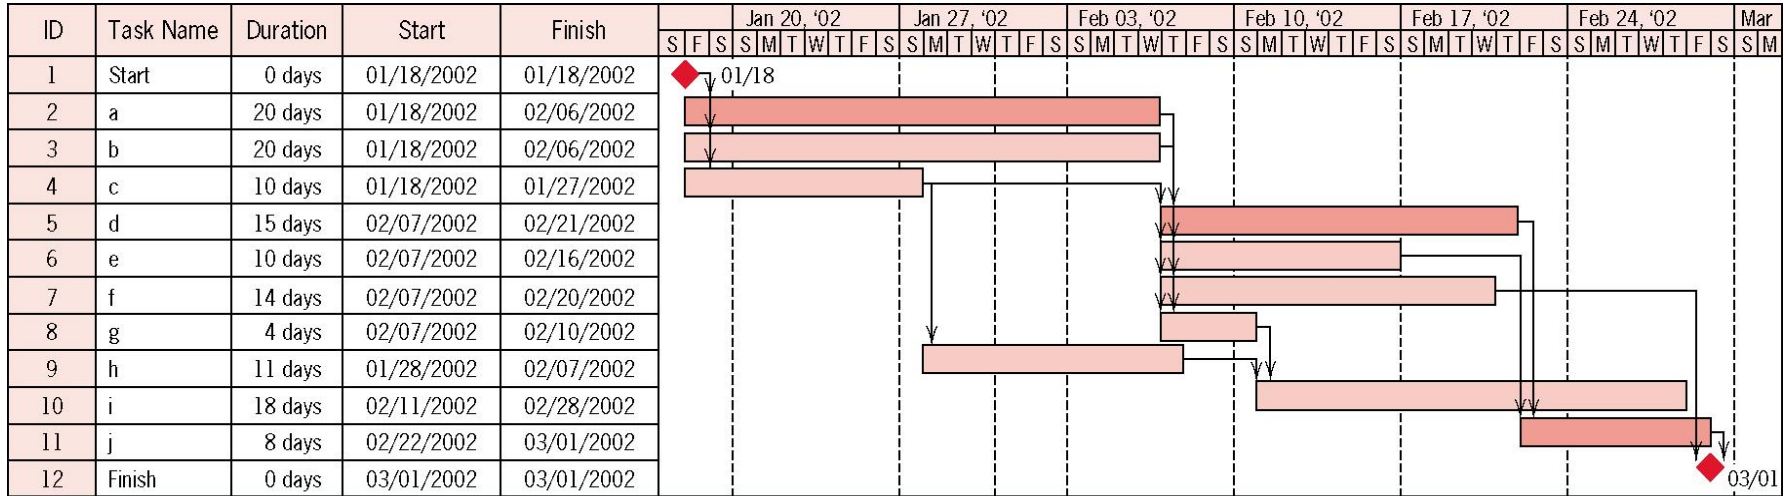 ID Task Name Duration Start Finish Jan 20, ‘02 Jan 27, ‘02 Feb 03, ‘02 Feb 10, ‘02 Feb 17, ‘02 Feb 24, ‘02 Mar
S F S S M T W T F S S M T W T F S S M T W T F S S M T W T F S S M T W T F S S M T W T F S S M
1 Start 0 days 01/18/2002 01/18/2002 01/18
2 a 20 days 01/18/2002 02/06/2002
3 b 20 days 01/18/2002 02/06/2002
4 c 10 days 01/18/2002 01/27/2002
5 d 15 days 02/07/2002 02/21/2002
6 e 10 days 02/07/2002 02/16/2002
7 f 14 days 02/07/2002 02/20/2002
8 g 4 days 02/07/2002 02/10/2002
9 h 11 days 01/28/2002 02/07/2002
10 i 18 days 02/11/2002 02/28/2002
11 j 8 days 02/22/2002 03/01/2002
12 Finish 0 days 03/01/2002 03/01/2002 03/01